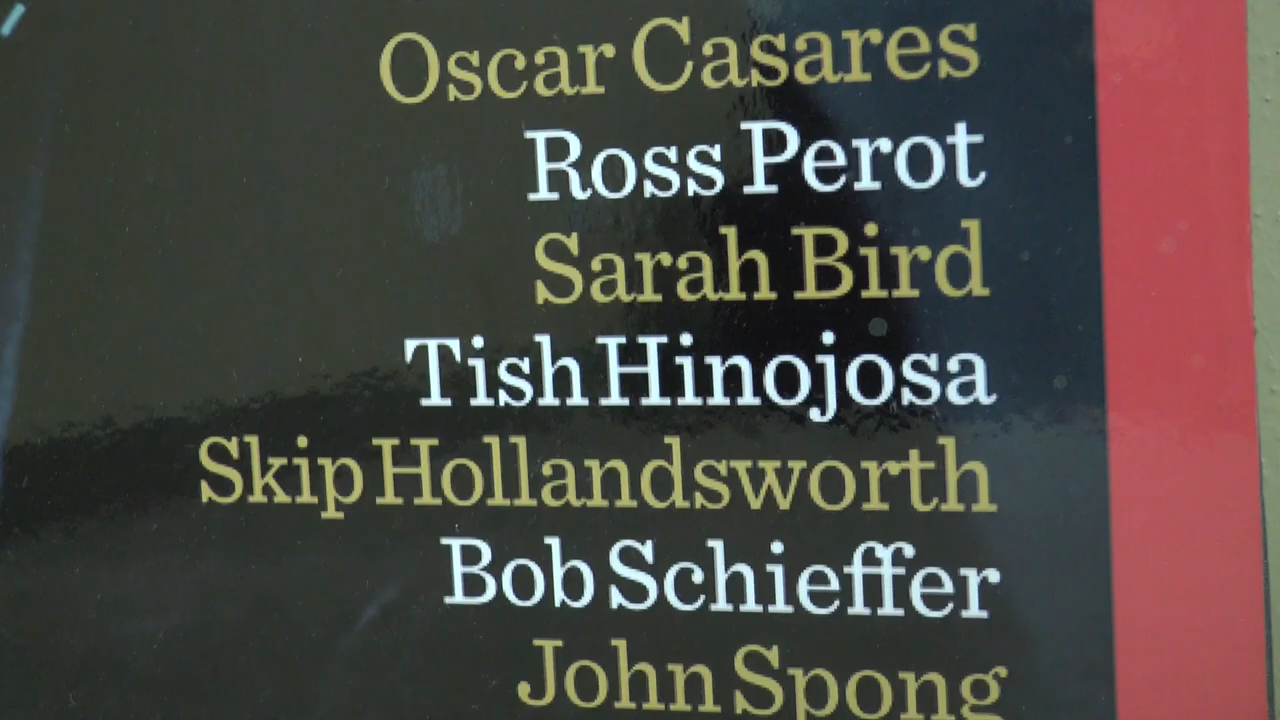 Oscar Casares
Ross Perot
Sarah Bird
Tish Hinojosa
Skip Hollandsworth
Bob Schieffer
John Spong